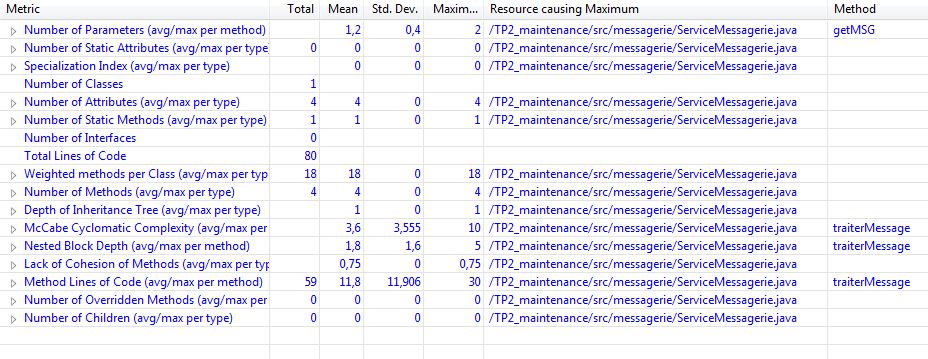 Metric Total Mean Std. Dev. Maxim... Resource causing Maximum Method
Number of Parameters (avg/max per method) 1,2 0,4 2 /TP2_maintenance/src/messagerie/ServiceMessagerie.java getMSG
Number of Static Attributes (avg/max per type 0 0 0 0 /TP2_maintenance/src/messagerie/ServiceMessagerie.java
Specialization Index (avg/max per type) 0 0 0 /TP2_maintenance/src/messagerie/ServiceMessagerie.java
Number of Classes 1
Number of Attributes (avg/max per type) 4 4 0 4 /TP2_maintenance/src/messagerie/ServiceMessagerie.java
Number of Static Methods (avg/max per type) 1 1 0 1 /TP2_maintenance/src/messagerie/ServiceMessagerie.java
Number of Interfaces 0
Total Lines of Code 80
Weighted methods per Class (avg/max per typ 18 18 0 18 /TP2_maintenance/src/messagerie/ServiceMessagerie.java
Number of Methods (avg/max per type) 4 4 0 4 /TP2_maintenance/src/messagerie/ServiceMessagerie.java
Depth of Inheritance Tree (avg/max per type) 1 0 1 /TP2_maintenance/src/messagerie/ServiceMessagerie.java
McCabe Cyclomatic Complexity (avg/max per 3,6 3,555 10 /TP2_maintenance/src/messagerie/ServiceMessagerie.java traiterMessage
Nested Block Depth (avg/max per method) 1,8 1,6 5 /TP2_maintenance/src/messagerie/ServiceMessagerie.java traiterMessage
Lack of Cohesion of Methods (avg/max per typ 0,75 0 0,75 /TP2_maintenance/src/messagerie/ServiceMessagerie.java
Method Lines of Code (avg/max per method) 59 11,8 11,906 30 /TP2_maintenance/src/messagerie/ServiceMessagerie.java traiterMessage
Number of Overridden Methods (avg/max per 0 0 0 0 /TP2_maintenance/src/messagerie/ServiceMessagerie.java
Number of Children (avg/max per type) 0 0 0 0 /TP2_maintenance/src/messagerie/ServiceMessagerie.java